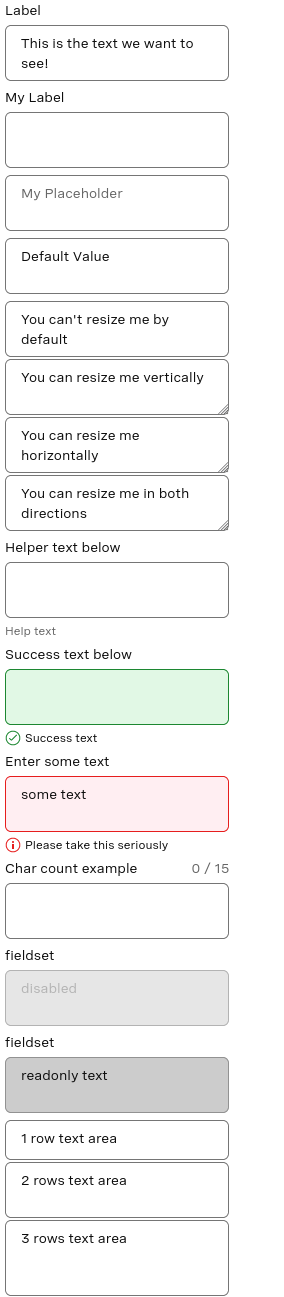 Label
This is the text we want to
see!
My Label
My Placeholder
Default Value
You can't resize me by
default
You can resize me vertically
You can resize me
horizontally
You can resize me in both
directions
Helper text below
Help text
Success text below
Success text
Enter some text
some text
Please take this seriously
Char count example 0 / 15
fieldset
disabled
fieldset
readonly text
1 row text area
2 rows text area
3 rows text area